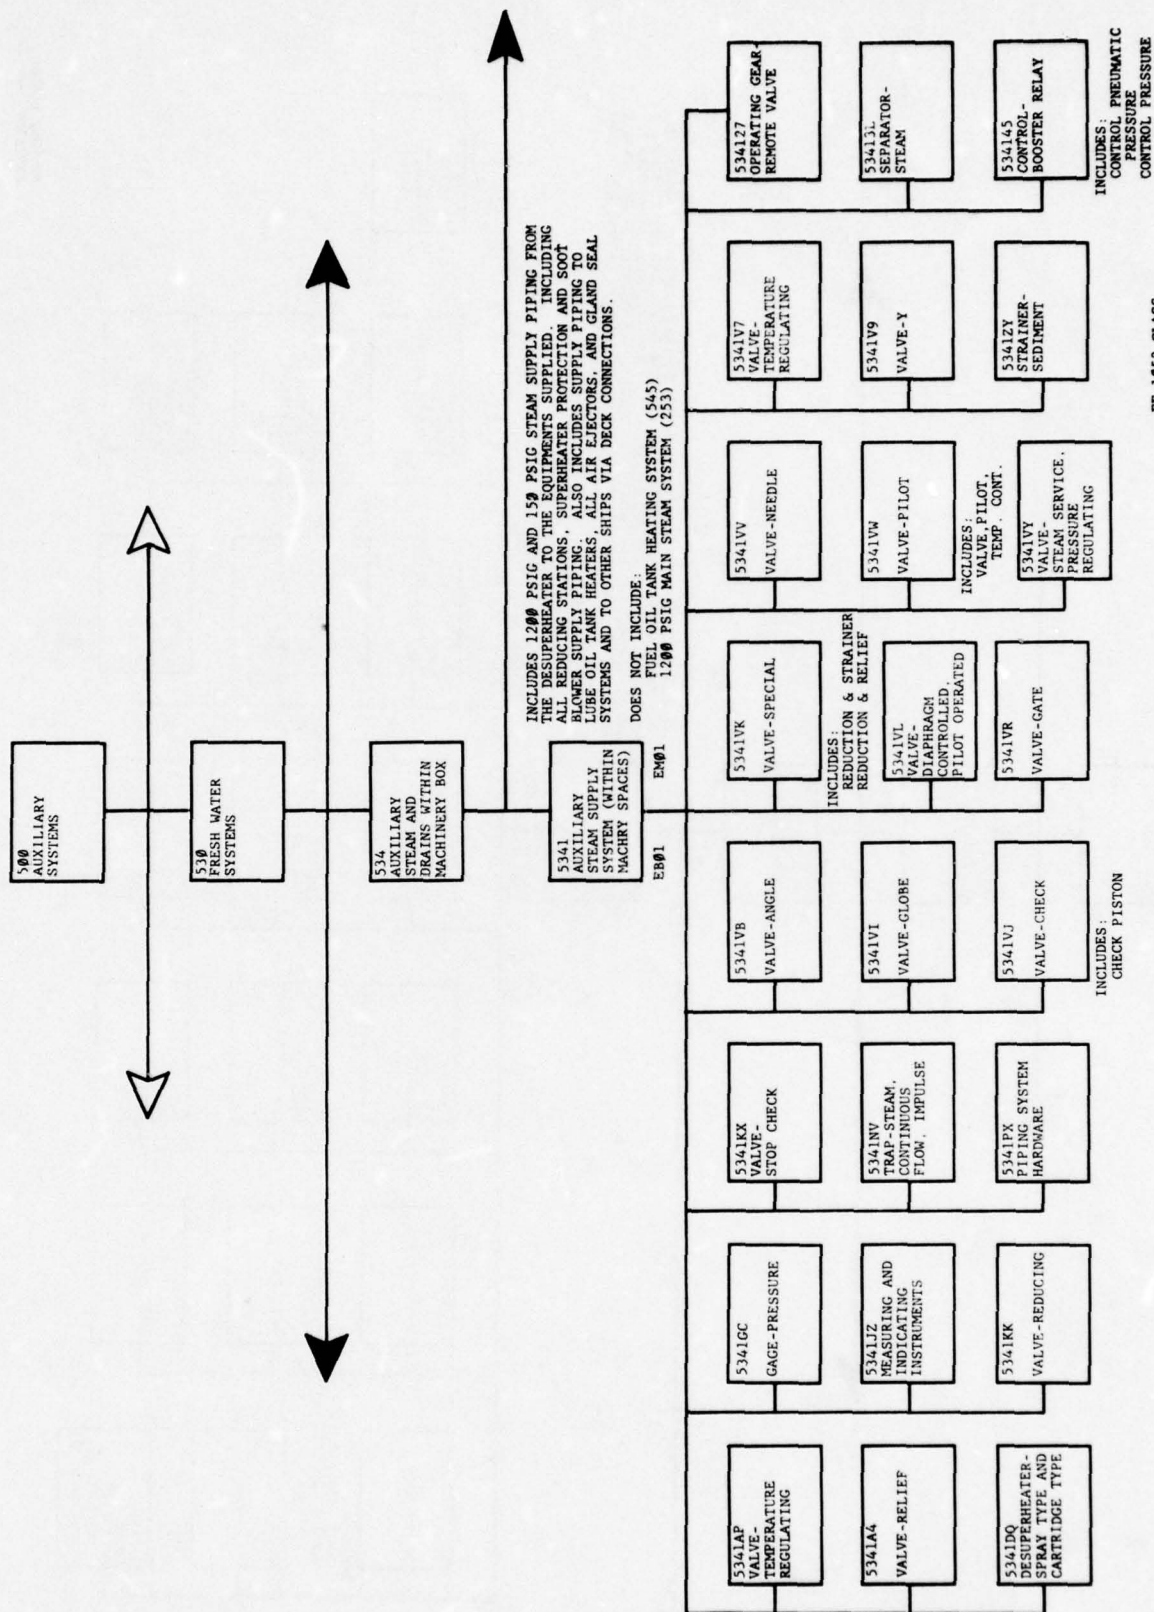 500
AUXILIARY
SYSTEMS
530
FRESH WATER
SYSTEMS
534
AUXILIARY
STEAM AND
DRAINS WITHIN
MACHINERY BOX
INCLUDES 1200 PSIG AND 150 PSIG STEAM SUPPLY PIPING FROM
THE DESUPERHEATER TO THE EQUIPMENTS SUPPLIED. INCLUDING
ALL REDUCING STATIONS, SUPERHEATER PROTECTION AND SOOT
BLOWER SUPPLY PIPING. ALSO INCLUDES SUPPLY PIPING TO
LUBE OIL TANK HEATERS, ALL AIR EJECTORS, AND GLAND SEAL
SYSTEMS AND TO OTHER SHIPS VIA DECK CONNECTIONS.
DOES NOT INCLUDE:
FUEL OIL TANK HEATING SYSTEM (545)
1200 PSIG MAIN STEAM SYSTEM (253)
5341
AUXILIARY
STEAM SUPPLY
SYSTEM (WITHIN
MACHRY SPACES)
EB01
EM01
5341AP
VALVE-
TEMPERATURE
REGULATING
5341A4
VALVE-RELIEF
5341DQ
DESUPERHEATER-
SPRAY TYPE AND
CARTRIDGE TYPE
5341GC
GAGE-PRESSURE
5341JZ
MEASURING AND
INDICATING
INSTRUMENTS
5341KK
VALVE-REDUCING
5341KX
VALVE-
STOP CHECK
5341NV
TRAP-STEAM,
CONTINUOUS
FLOW, IMPULSE
5341PX
PIPING SYSTEM
HARDWARE
5341VB
VALVE-ANGLE
5341VI
VALVE-GLOBE
5341VJ
VALVE-CHECK
INCLUDES:
CHECK PISTON
5341VK
VALVE-SPECIAL
INCLUDES:
REDUCTION & STRAINER
REDUCTION & RELIEF
5341VL
VALVE-
DIAPHRAGM
CONTROLLED,
PILOT OPERATED
5341VR
VALVE-GATE
5341VV
VALVE-NEEDLE
5341VW
VALVE-PILOT
INCLUDES:
VALVE,PILOT,
TEMP. CONT.
5341VY
VALVE-
STEAM SERVICE,
PRESSURE
REGULATING
5341V7
VALVE-
TEMPERATURE
REGULATING
5341V9
VALVE-Y
5341ZY
STRAINER-
SEDIMENT
534127
OPERATING GEAR-
REMOTE VALVE
53413L
SEPARATOR-
STEAM
534145
CONTROL-
BOOSTER RELAY
INCLUDES:
CONTROL PNEUMATIC
PRESSURE
CONTROL PRESSURE